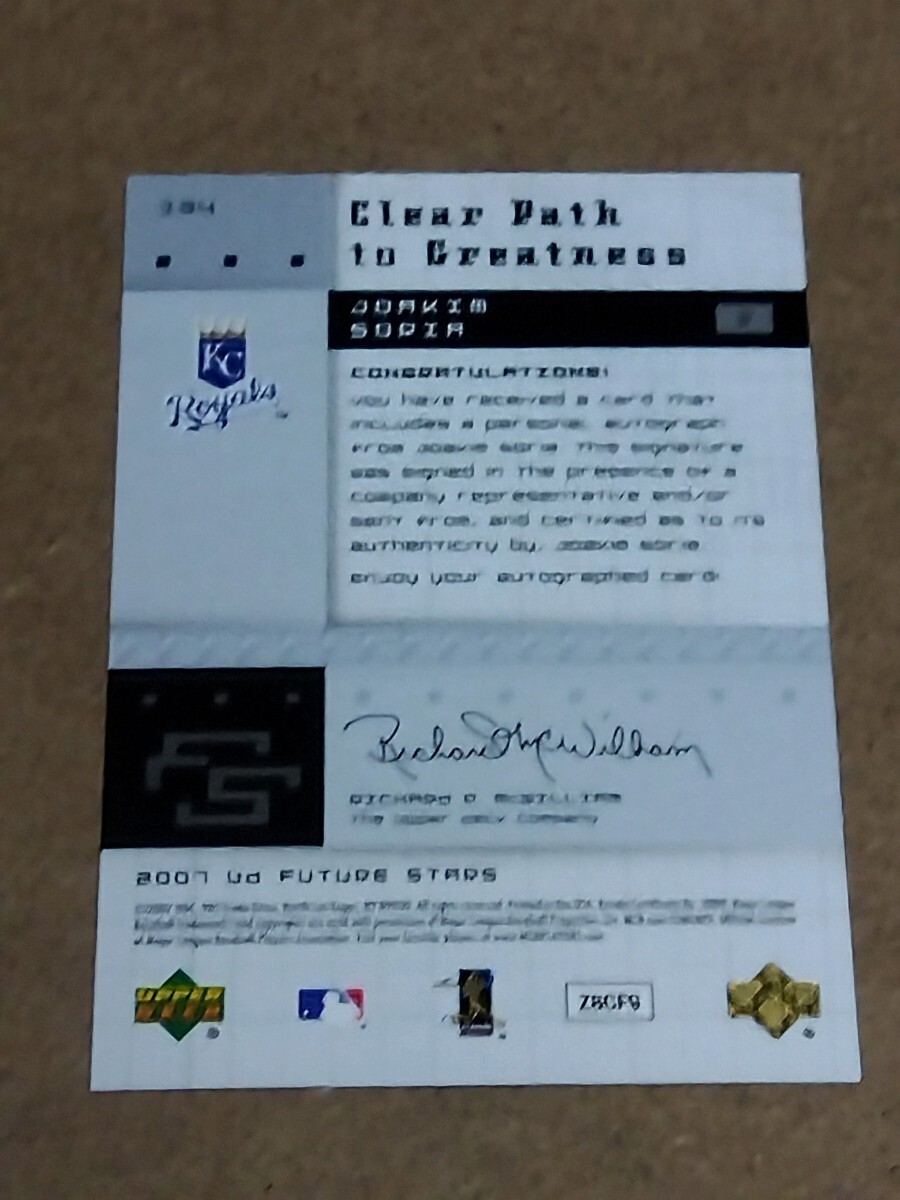 184
Clear Path
to Greatness
JOAKIM
SORIA
P
KC
Royals
CONGRATULATIONS!
you have received a card that
includes a personal autograph
from Joakim Soria. This signature
was signed in the presence of a
company representative and/or
sent from, and certified as to its
authenticity by, Joakim Soria.
enjoy your autographed card!
FS
Richard P. McWilliam
RICHARD P. McWILLIAM
The Upper Deck Company
2007 Ud FUTURE STARS
Z6CF9